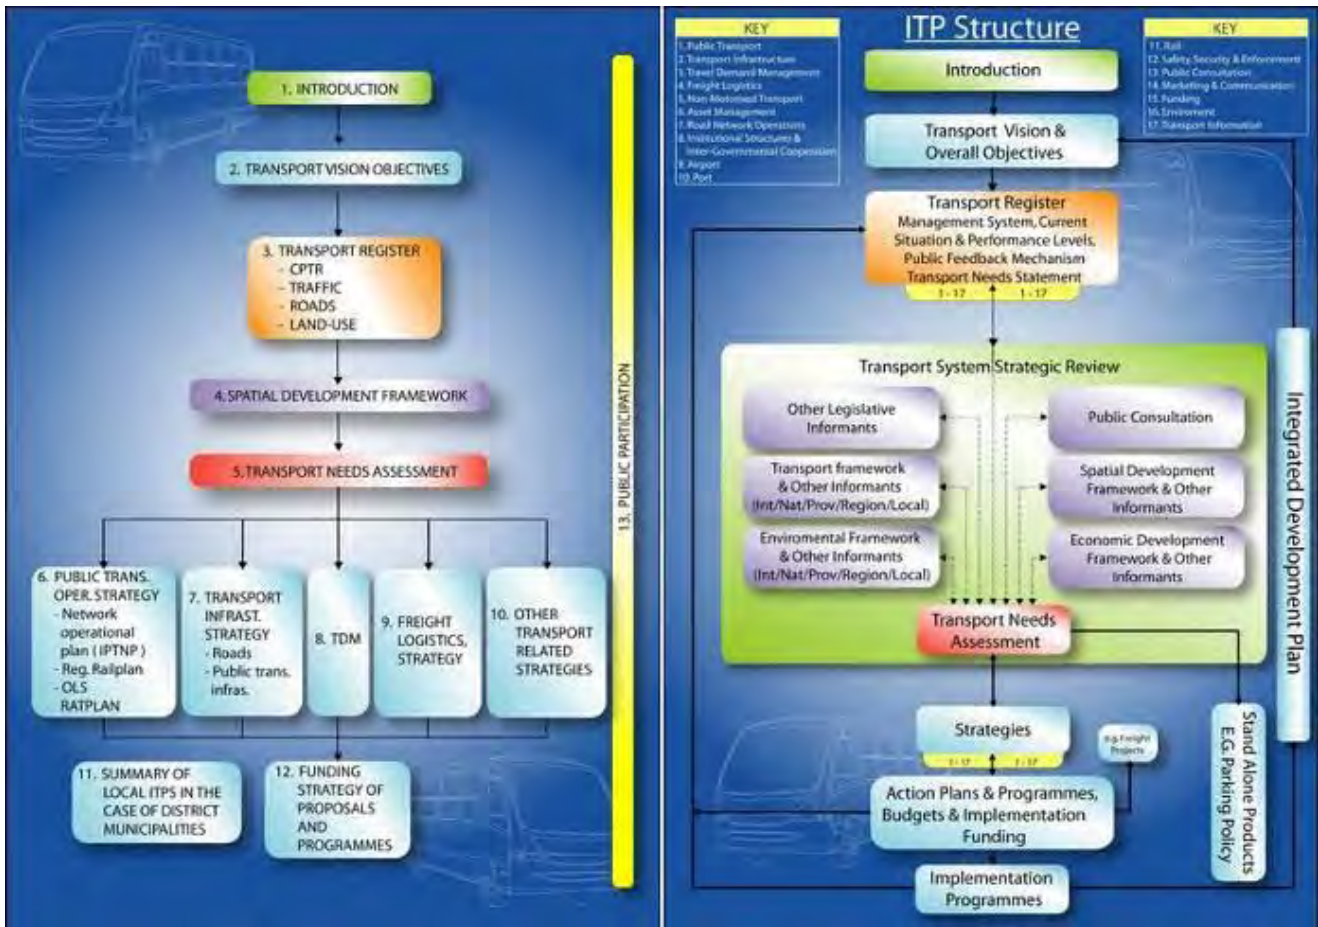 1. INTRODUCTION
2. TRANSPORT VISION OBJECTIVES
3. TRANSPORT REGISTER
- CPTR
- TRAFFIC
- ROADS
- LAND-USE
4. SPATIAL DEVELOPMENT FRAMEWORK
5. TRANSPORT NEEDS ASSESSMENT
6. PUBLIC TRANS.
OPER. STRATEGY
- Network
operational
plan ( IPTNP )
- Reg. Railplan
- OLS
RATPLAN
7. TRANSPORT
INFRAST.
STRATEGY
- Roads
- Public trans.
infras.
8. TDM
9. FREIGHT
LOGISTICS,
STRATEGY
10. OTHER
TRANSPORT
RELATED
STRATEGIES
11. SUMMARY OF
LOCAL ITPS IN THE
CASE OF DISTRICT
MUNICIPALITIES
12. FUNDING
STRATEGY OF
PROPOSALS
AND
PROGRAMMES
13. PUBLIC PARTICIPATION
ITP Structure
KEY
1. Public Transport
2. Transport Infrastructure
3. Travel Demand Management
4. Freight Logistics
5. Non Motorised Transport
6. Asset Management
7. Road Network Operations
8. Institutional Structures &
Inter-Governmental Cooperation
9. Airport
10. Port
KEY
11. Rail
12. Safety, Security & Enforcement
13. Public Consultation
14. Marketing & Communication
15. Funding
16. Enviroment
17. Transport Information
Introduction
Transport Vision &
Overall Objectives
Transport Register
Management System, Current
Situation & Performance Levels,
Public Feedback Mechanism
Transport Needs Statement
1 - 17 1 - 17
Transport System Strategic Review
Other Legislative
Informants
Public Consultation
Transport framework
& Other Informants
(Int/Nat/Prov/Region/Local)
Spatial Development
Framework & Other
Informants
Enviromental Framework
& Other Informants
(Int/Nat/Prov/Region/Local)
Economic Development
Framework & Other
Informants
Transport Needs
Assessment
Strategies
1 - 17 1 - 17
e.g. Freight
Projects
Action Plans & Programmes,
Budgets & Implementation
Funding
Implementation
Programmes
Stand Alone Products
E.G. Parking Policy
Integrated Development Plan